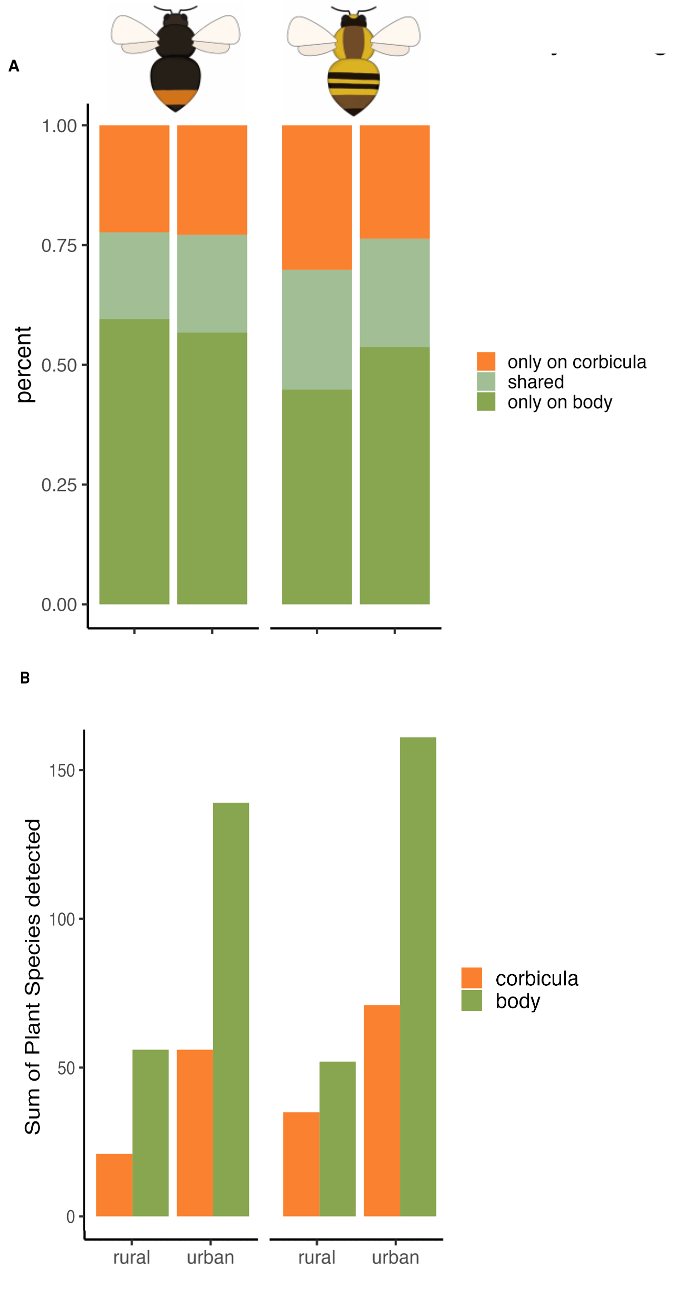 A
1.00
0.75
0.50
0.25
0.00
percent
only on corbicula
shared
only on body
B
150
100
50
0
Sum of Plant Species detected
corbicula
body
rural urban rural urban